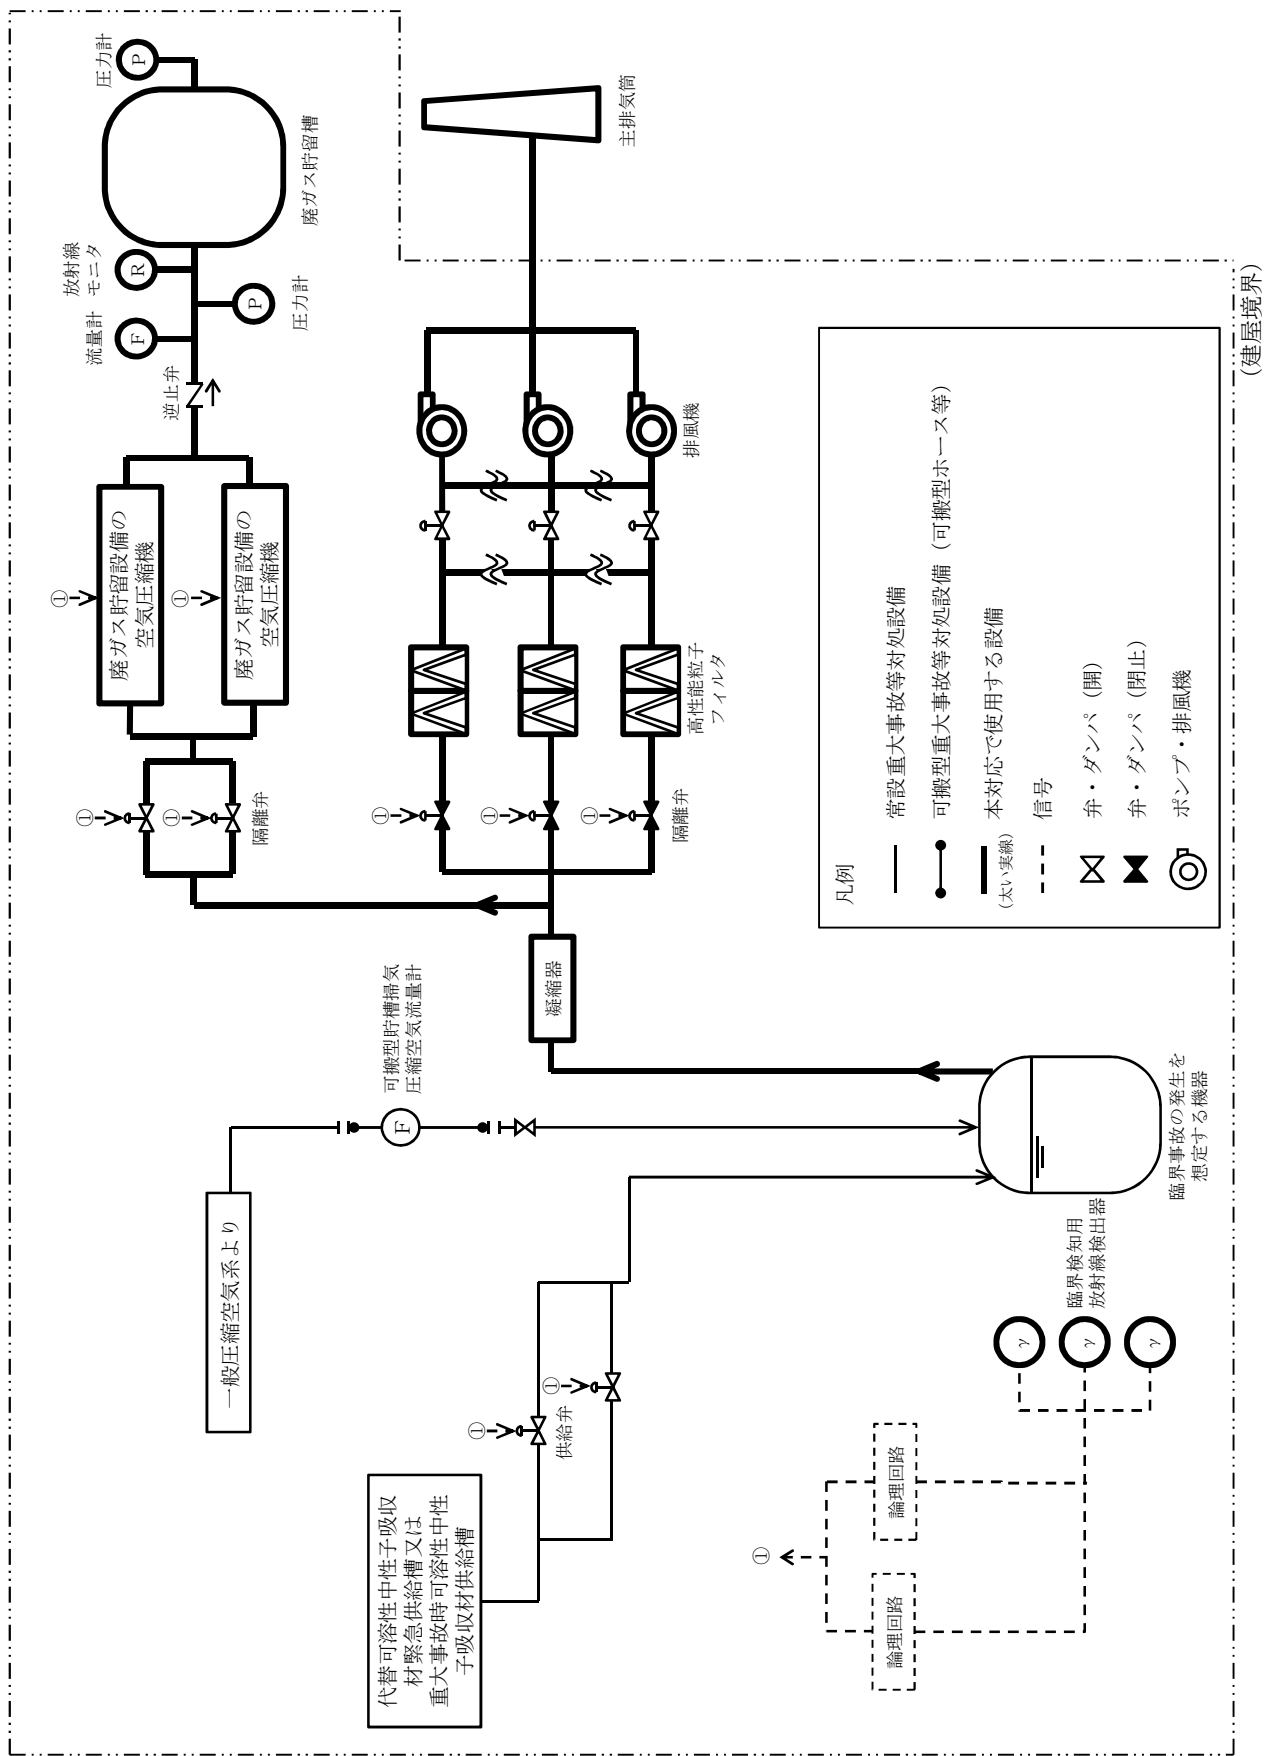 圧力計
P
廃ガス貯留槽
放射線
モニタ
R
流量計
F
P
圧力計
逆止弁
主排気筒
(建屋境界)
①
廃ガス貯留設備の
空気圧縮機
①
廃ガス貯留設備の
空気圧縮機
排風機
高性能粒子
フィルタ
①
①
隔離弁
①
①
①
隔離弁
凝縮器
凡例
常設重大事故等対処設備
可搬型重大事故等対処設備(可搬型ホース等)
本対応で使用する設備
(太い実線)
信号
弁・ダンパ(開)
弁・ダンパ(閉止)
ポンプ・排風機
可搬型貯槽掃気
圧縮空気流量計
F
一般圧縮空気系より
臨界事故の発生を
想定する機器
臨界検知用
放射線検出器
γ
γ
γ
①
①
供給弁
代替可溶性中性子吸収
材緊急供給槽又は
重大事故時可溶性中性
子吸収材供給槽
①
論理回路
論理回路